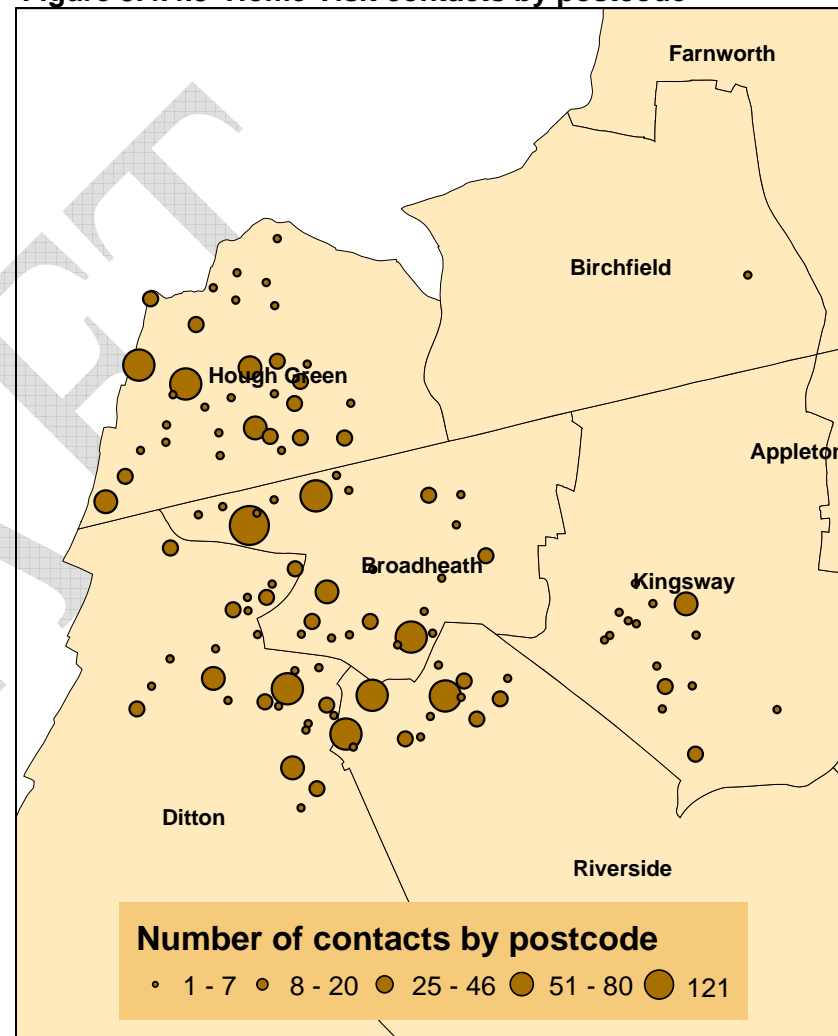 Farnworth
Birchfield
Hough Green
Appleton
Broadheath
Kingsway
Ditton
Riverside
Number of contacts by postcode
1 - 7 8 - 20 25 - 46 51 - 80 121